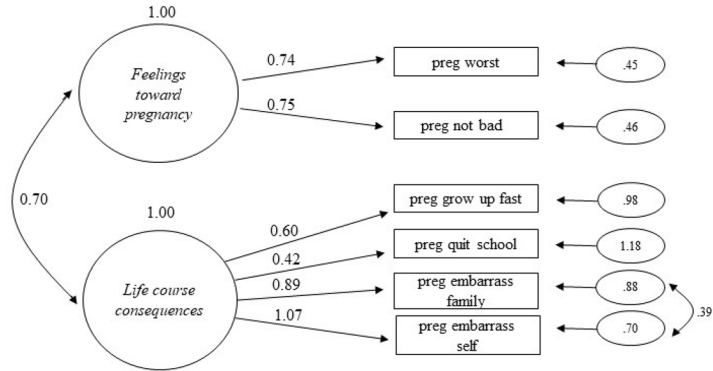 1.00
Feelings
toward
pregnancy
0.74
preg worst
.45
0.75
preg not bad
.46
0.70
1.00
Life course
consequences
0.60
preg grow up fast
.98
0.42
preg quit school
1.18
0.89
preg embarrass
family
.88
1.07
preg embarrass
self
.70
.39